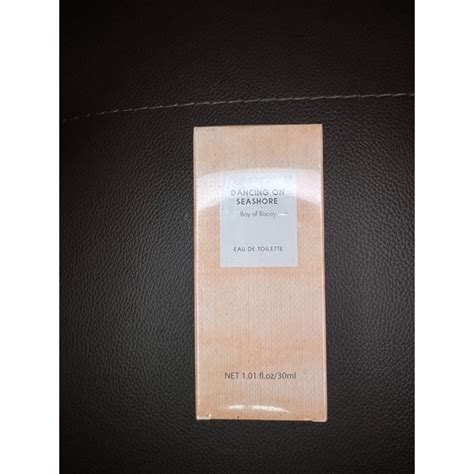 DANCING ON
SEASHORE
Bay of Biscay
EAU DE TOILETTE
NET 1.01 fl.oz/30ml